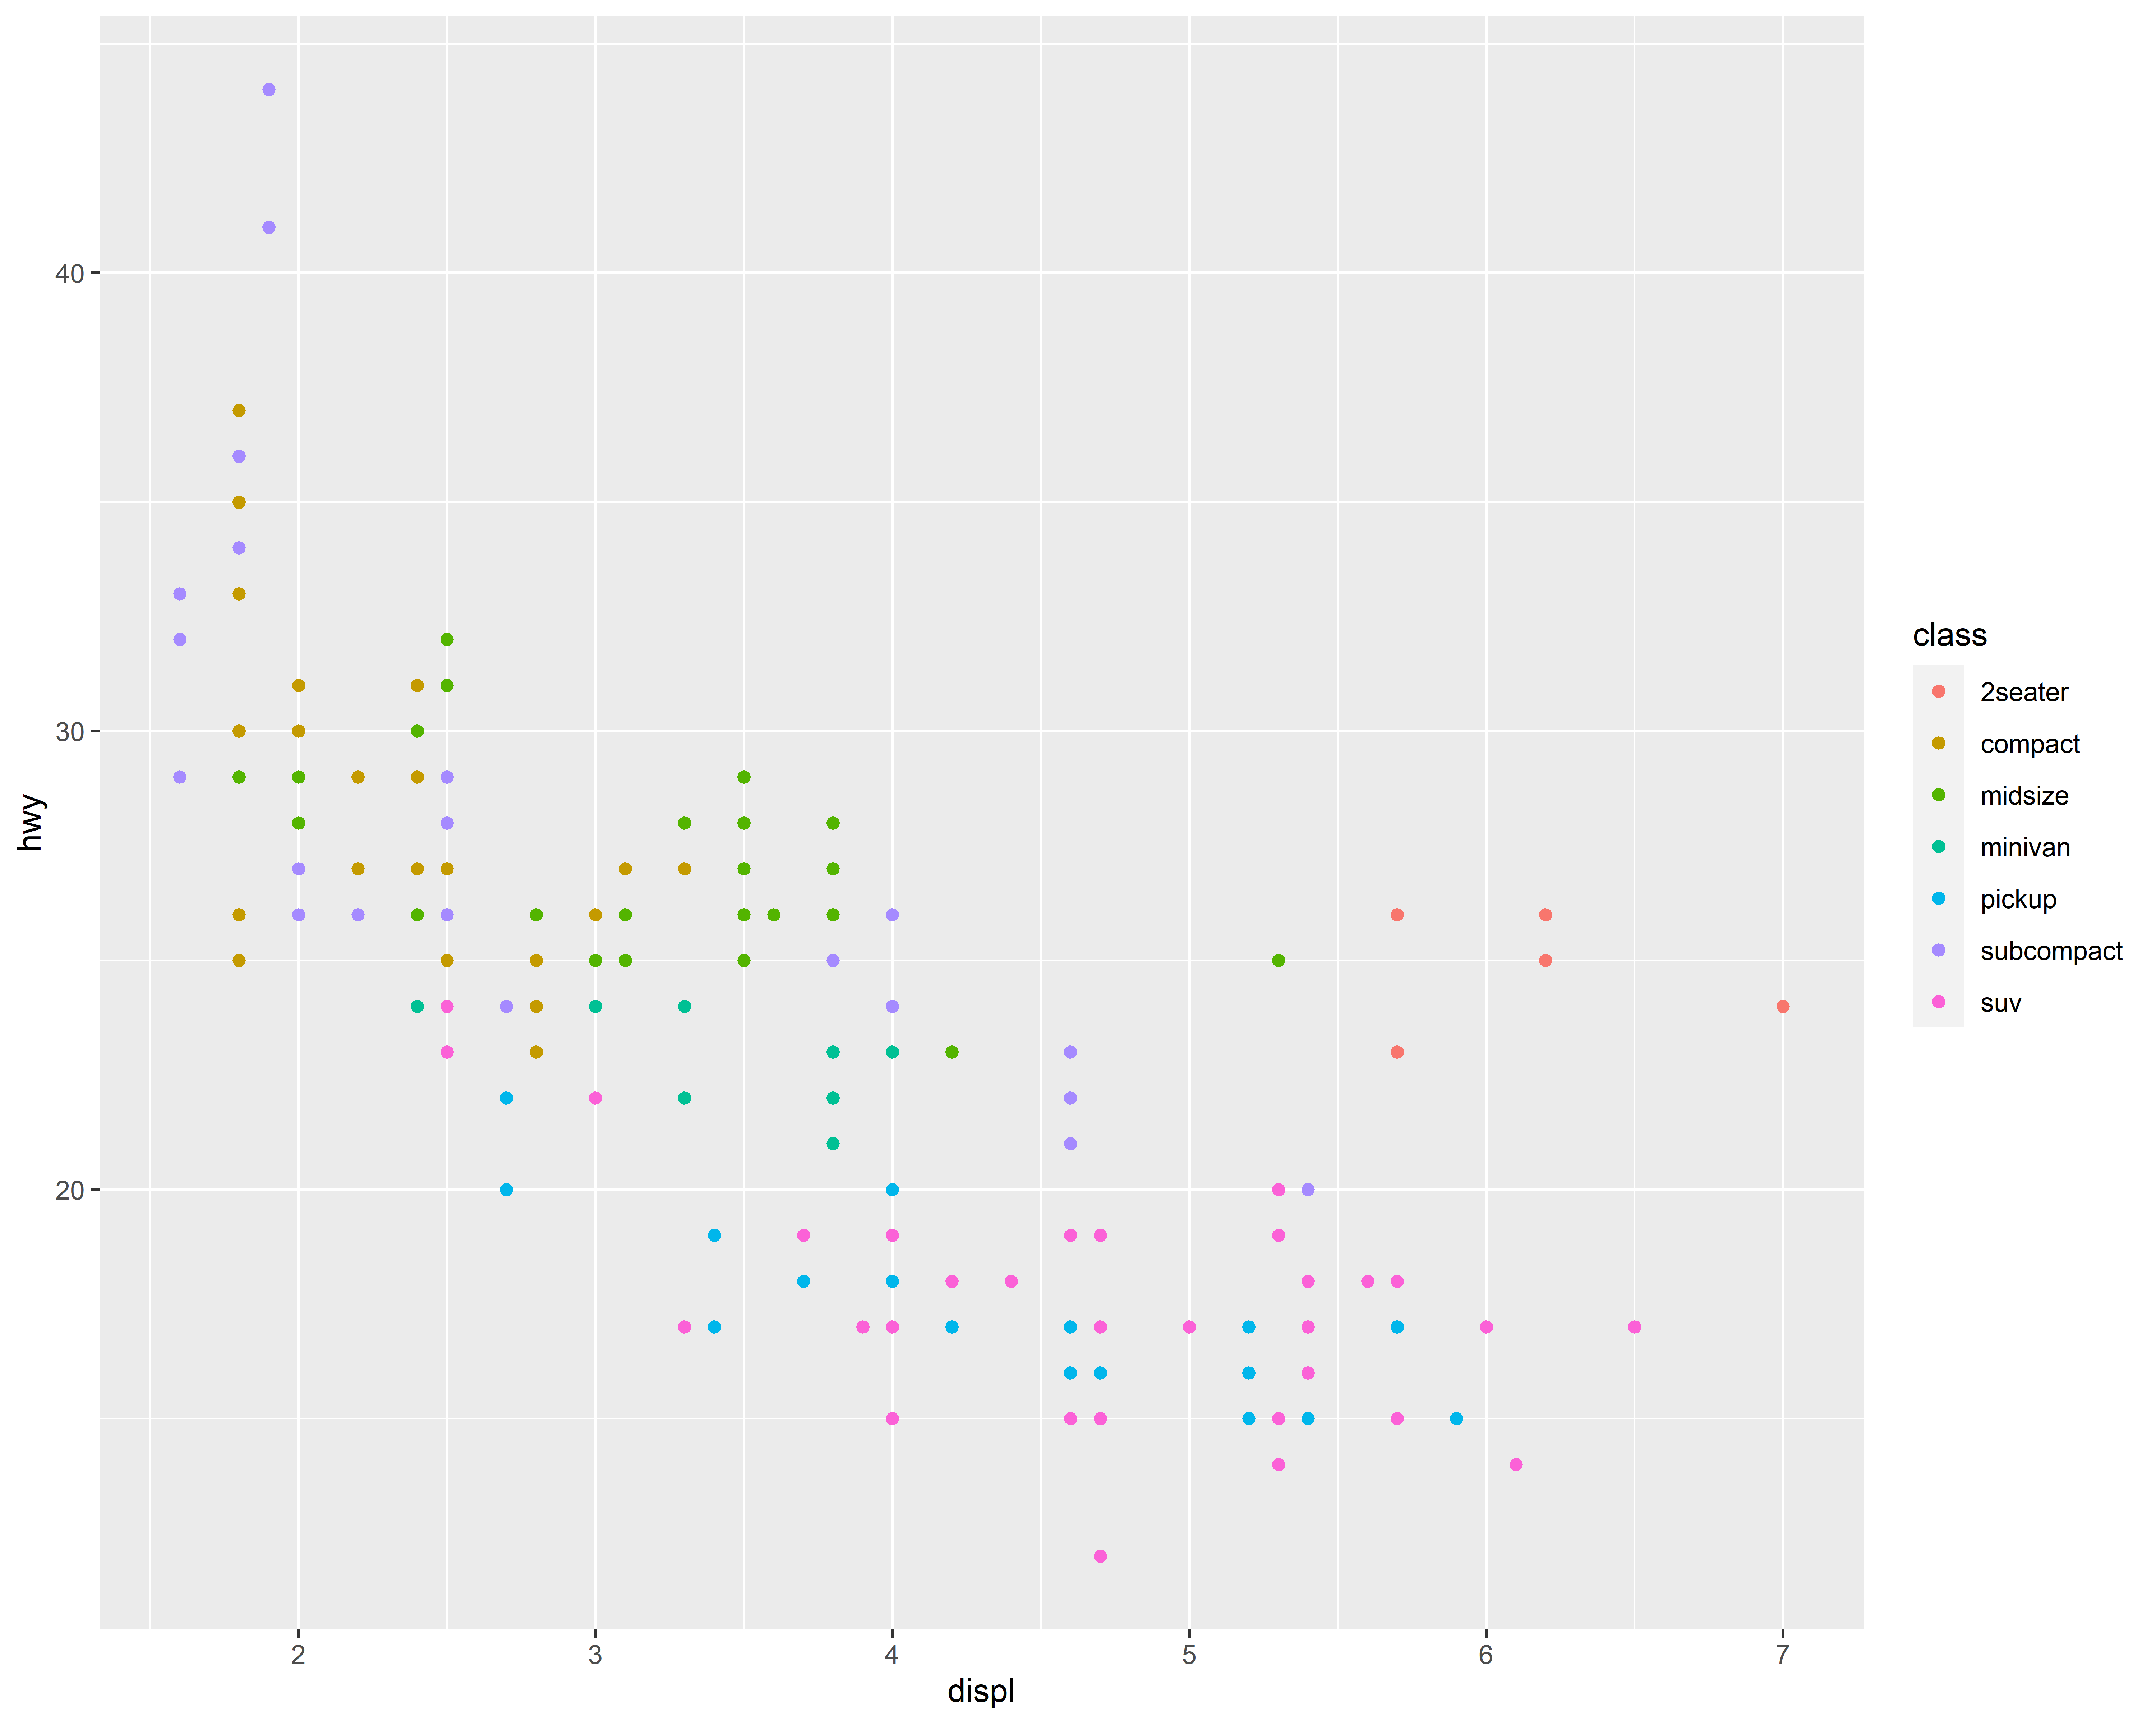 40
30
20
hwy
2 3 4 5 6 7
displ
class
2seater
compact
midsize
minivan
pickup
subcompact
suv